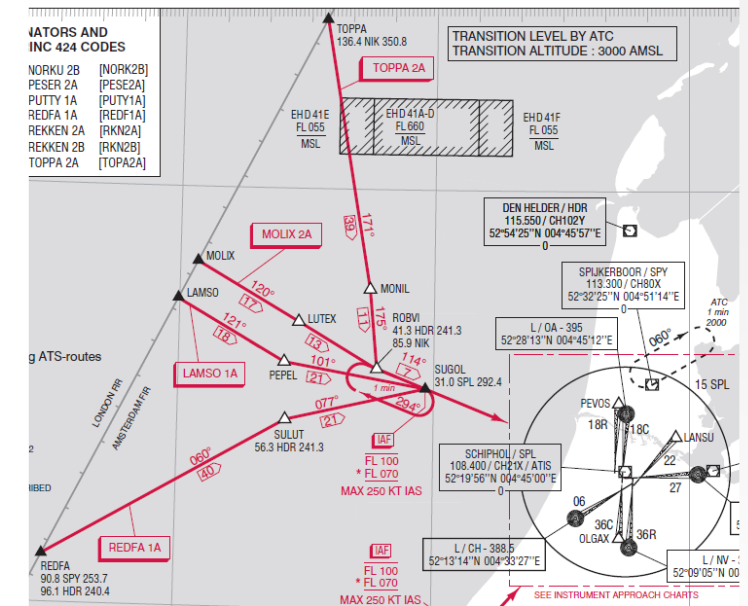 NATORS AND
INC 424 CODES
NORKU 2B [NORK2B]
PESER 2A [PESE2A]
PUTTY 1A [PUTY1A]
REDFA 1A [REDF1A]
REKKEN 2A [RKN2A]
REKKEN 2B [RKN2B]
TOPPA 2A [TOPA2A]
TOPPA
136.4 NIK 350.8
TRANSITION LEVEL BY ATC
TRANSITION ALTITUDE : 3000 AMSL
TOPPA 2A
EHD 41E
FL 055
MSL
EHD 41A-D
FL 660
MSL
EHD 41F
FL 055
MSL
171°
39
DEN HELDER / HDR
115.550 / CH102Y
52°54'25"N 004°45'57"E
0
MOLIX 2A
MOLIX
SPIJKERBOOR / SPY
113.300 / CH80X
52°32'25"N 004°51'14"E
0
LAMSO
120°
17
MONIL
175°
11
121°
18
LUTEX
13
ROBVI
41.3 HDR 241.3
85.9 NIK
L / OA - 395
52°28'13"N 004°45'12"E
ATC
1 min
2000
060°
g ATS-routes
LAMSO 1A
PEPEL
101°
21
114°
7
SUGOL
31.0 SPL 292.4
1 min
294°
15 SPL
LONDON FIR
AMSTERDAM FIR
077°
21
SULUT
56.3 HDR 241.3
PEVOS
18R
18C
LANSU
22
27
IAF
FL 100
* FL 070
MAX 250 KT IAS
SCHIPHOL / SPL
108.400 / CH21X / ATIS
52°19'56"N 004°45'00"E
0
060°
40
2
IBED
06
36C
OLGAX
36R
REDFA 1A
IAF
FL 100
* FL 070
MAX 250 KT IAS
L / CH - 388.5
52°13'14"N 004°33'27"E
5
REDFA
90.8 SPY 253.7
96.1 HDR 240.4
L / NV -
52°09'05"N 00
SEE INSTRUMENT APPROACH CHARTS